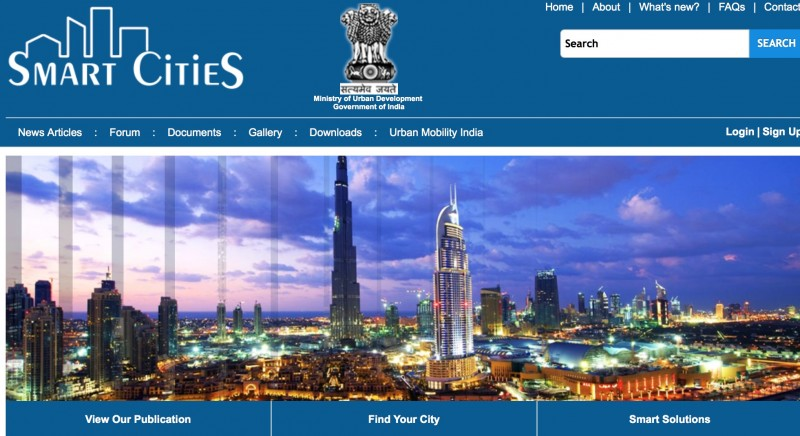 Home | About | What's new? | FAQs | Contact
SMART CITIES
सत्यमेव जयते
Ministry of Urban Development
Government of India
Search SEARCH
News Articles : Forum : Documents : Gallery : Downloads : Urban Mobility India
Login | Sign Up
View Our Publication
Find Your City
Smart Solutions